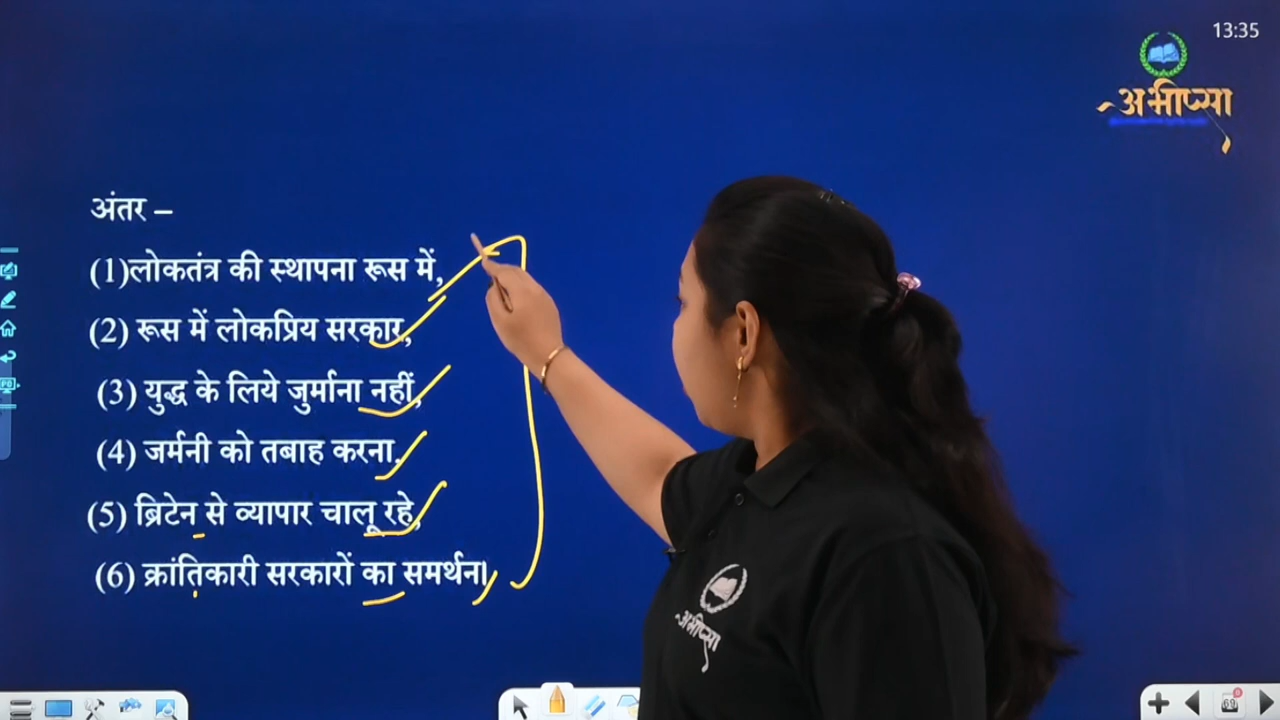 13:35
अभीप्सा
अंतर –
(1)लोकतंत्र की स्थापना रूस में,
(2) रूस में लोकप्रिय सरकार,
(3) युद्ध के लिये जुर्माना नहीं,
(4) जर्मनी को तबाह करना,
(5) ब्रिटेन से व्यापार चालू रहे,
(6) क्रांतिकारी सरकारों का समर्थन।
अभीप्सा
69